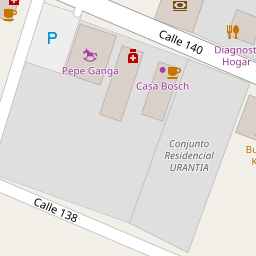 Calle 140
Diagnost
Hogar
P
Pepe Ganga
Casa Bosch
Conjunto
Residencial
URANTIA
Bu
K
Calle 138